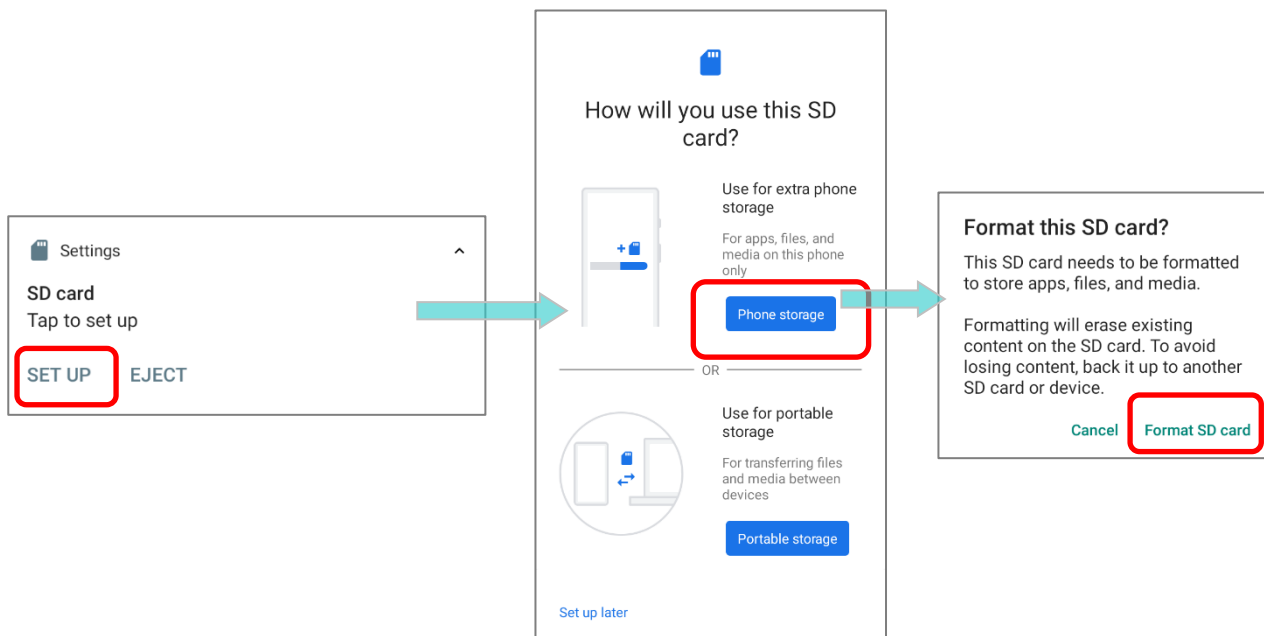 Settings
SD card
Tap to set up
SET UP EJECT
How will you use this SD
card?
Use for extra phone
storage
For apps, files, and
media on this phone
only
Phone storage
OR
Use for portable
storage
For transferring files
and media between
devices
Portable storage
Set up later
Format this SD card?
This SD card needs to be formatted
to store apps, files, and media.
Formatting will erase existing
content on the SD card. To avoid
losing content, back it up to another
SD card or device.
Cancel Format SD card